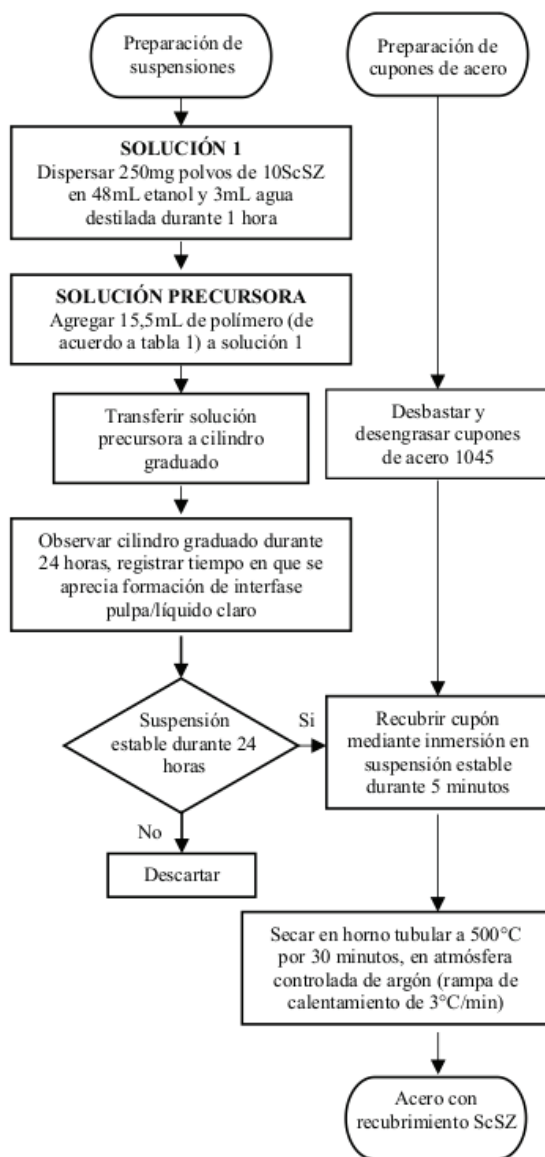 Preparación de
suspensiones
Preparación de
cupones de acero
SOLUCIÓN 1
Dispersar 250mg polvos de 10ScSZ
en 48mL etanol y 3mL agua
destilada durante 1 hora
SOLUCIÓN PRECURSORA
Agregar 15,5mL de polímero (de
acuerdo a tabla 1) a solución 1
Transferir solución
precursora a cilindro
graduado
Desbastar y
desengrasar cupones
de acero 1045
Observar cilindro graduado durante
24 horas, registrar tiempo en que se
aprecia formación de interfase
pulpa/líquido claro
Suspensión
estable durante 24
horas
Si
No
Descartar
Recubrir cupón
mediante inmersión en
suspensión estable
durante 5 minutos
Secar en horno tubular a 500°C
por 30 minutos, en atmósfera
controlada de argón (rampa de
calentamiento de 3°C/min)
Acero con
recubrimiento ScSZ